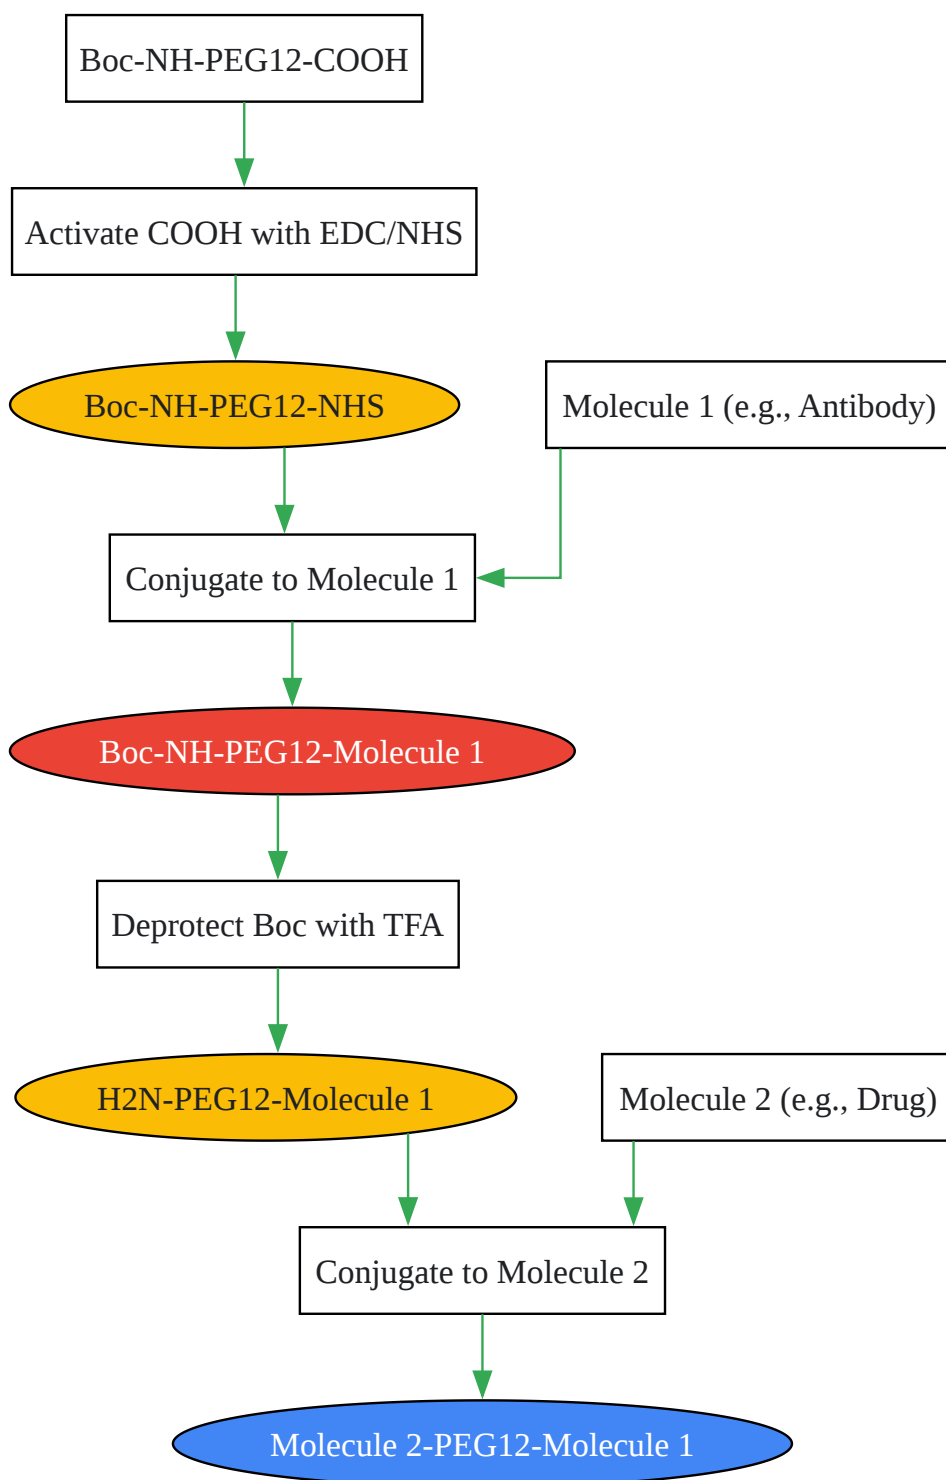 Boc-NH-PEG12-COOH
Activate COOH with EDC/NHS
Boc-NH-PEG12-NHS
Molecule 1 (e.g., Antibody)
Conjugate to Molecule 1
Boc-NH-PEG12-Molecule 1
Deprotect Boc with TFA
H2N-PEG12-Molecule 1
Molecule 2 (e.g., Drug)
Conjugate to Molecule 2
Molecule 2-PEG12-Molecule 1